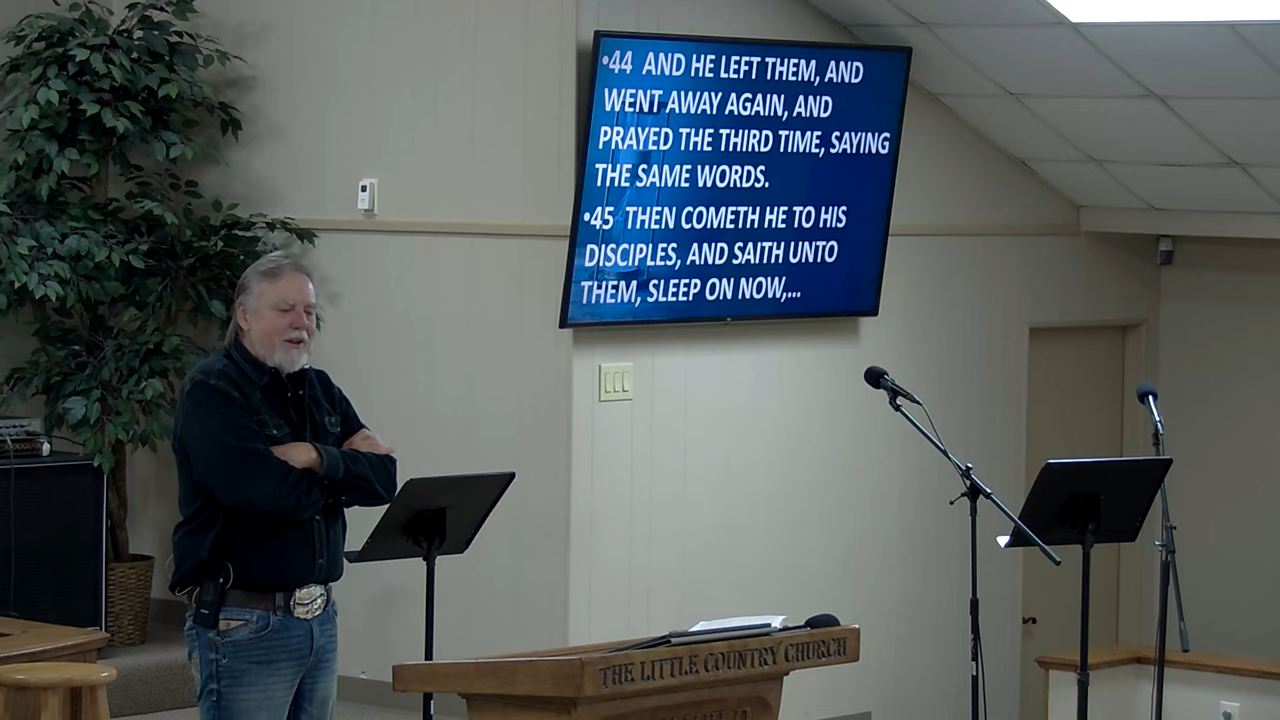 •44 AND HE LEFT THEM, AND
WENT AWAY AGAIN, AND
PRAYED THE THIRD TIME, SAYING
THE SAME WORDS.
•45 THEN COMETH HE TO HIS
DISCIPLES, AND SAITH UNTO
THEM, SLEEP ON NOW,...
THE LITTLE COUNTRY CHURCH